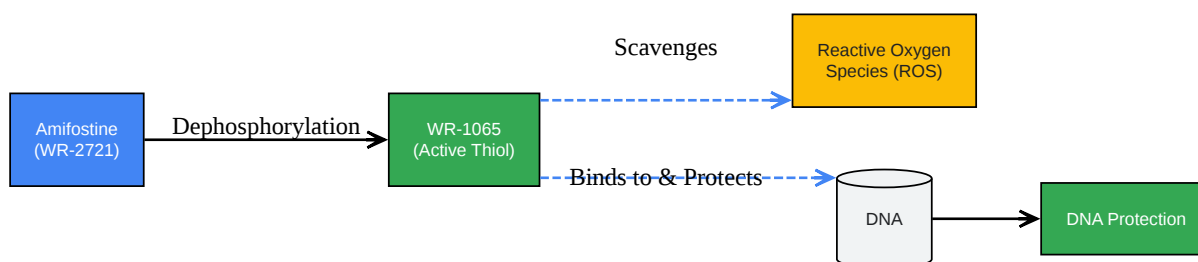 Scavenges
Reactive Oxygen
Species (ROS)
Amifostine
(WR-2721)
Dephosphorylation
WR-1065
(Active Thiol)
Binds to & Protects
DNA
DNA Protection